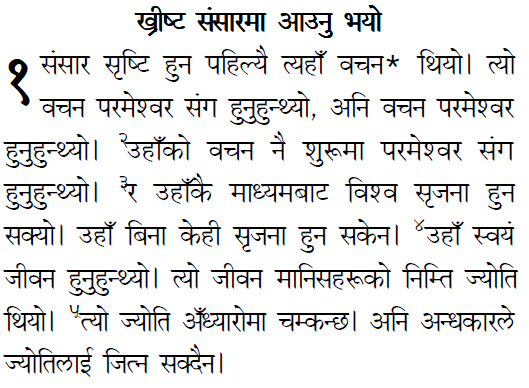 ख्रीष्ट संसारमा आउनु भयो
१ संसार सृष्टि हुन पहिल्यै त्यहाँ वचन* थियो। त्यो
वचन परमेश्वर संग हुनुहुन्थ्यो, अनि वचन परमेश्वर
हुनुहुन्थ्यो। २उहाँको वचन नै शुरूमा परमेश्वर संग
हुनुहुन्थ्यो। ३र उहाँकै माध्यमबाट विश्व सृजना हुन
सक्यो। उहाँ बिना केही सृजना हुन सकेन। ४उहाँ स्वयं
जीवन हुनुहुन्थ्यो। त्यो जीवन मानिसहरूको निम्ति ज्योति
थियो। ५त्यो ज्योति अँध्यारोमा चम्कन्छ। अनि अन्धकारले
ज्योतिलाई जित्न सक्दैन।